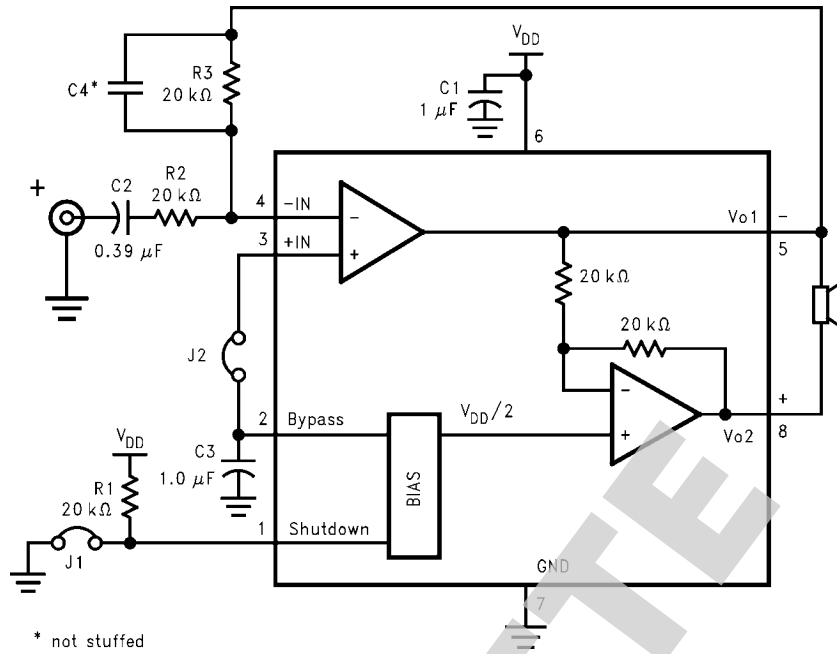 V_DD
C4*
R3
20 kΩ
C1
1 μF
6
+
C2
0.39 μF
R2
20 kΩ
4
-IN
-
3
+IN
+
Vo1
-
5
20 kΩ
20 kΩ
J2
2
Bypass
V_DD/2
-
+
+
Vo2
8
C3
1.0 μF
BIAS
V_DD
R1
20 kΩ
1
Shutdown
J1
GND
7
* not stuffed